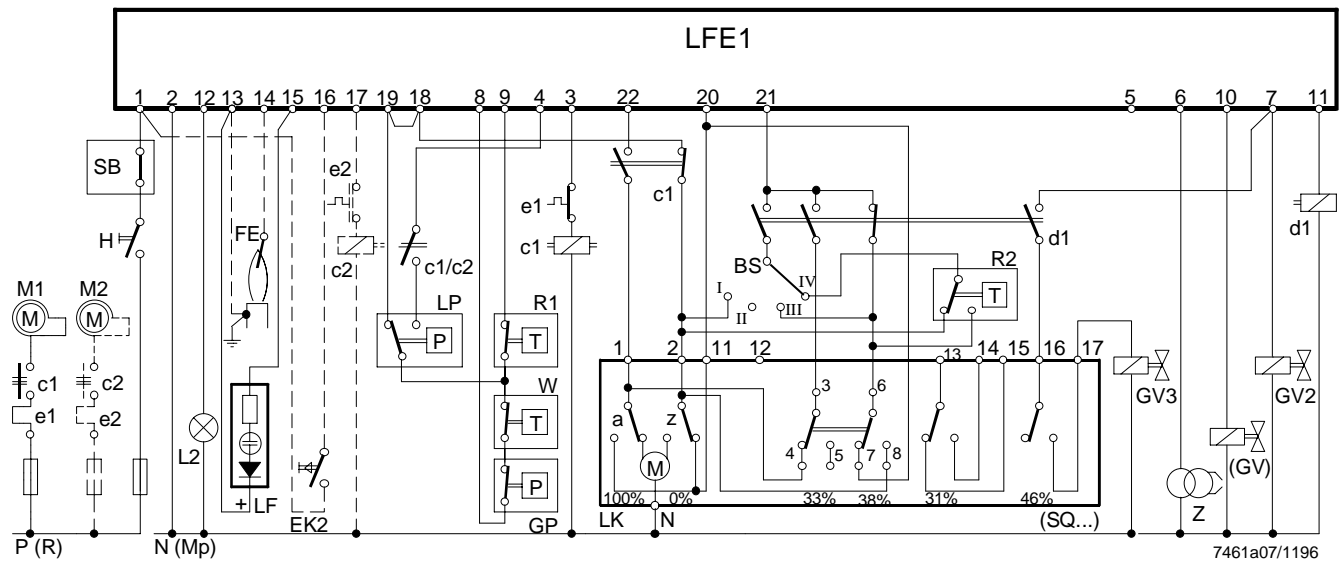 LFE1
1 2 12 13 14 15 16 17 19 18 8 9 4 3 22 20 21 5 6 10 7 11
SB
e2
c1
e1
d1
H
FE
c1
d1
c2
c1/c2
BS
R2
IV
T
M1 M2
LP
R1
I
II
III
M M
P
T
1 2 11 12 13 14 15 16 17
c1 c2
W
3 6
GV3
GV2
e1 e2
T
a
z
L2
4 5 7 8
(GV)
M
P
100% 0% 33% 38% 31% 46%
+ LF
EK2
GP
LK
N
(SQ...)
Z
P (R)
N (Mp)
7461a07/1196